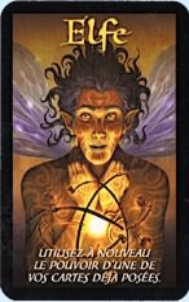 Elfe
UTILISEZ À NOUVEAU
LE POUVOIR D'UNE DE
VOS CARTES DÉJÀ POSÉES.